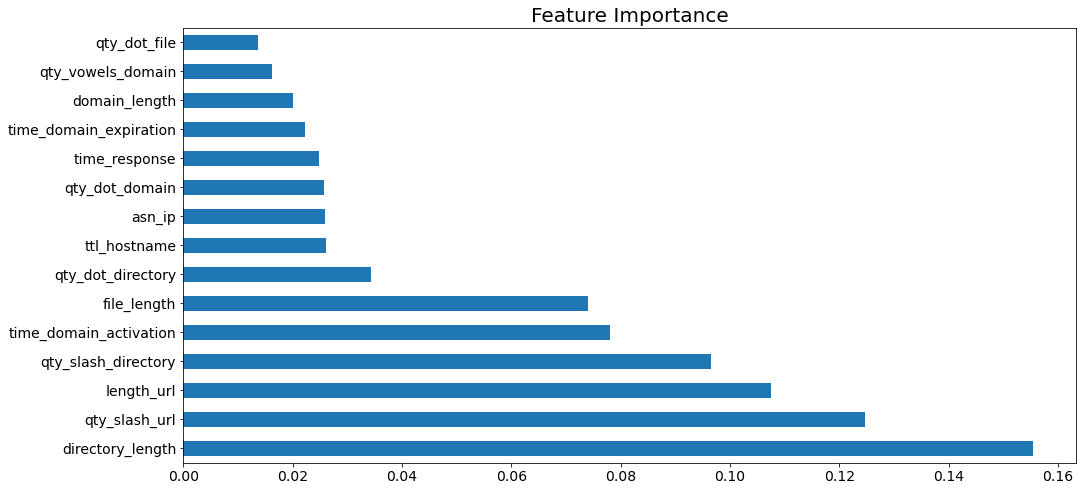 Feature Importance
qty_dot_file
qty_vowels_domain
domain_length
time_domain_expiration
time_response
qty_dot_domain
asn_ip
ttl_hostname
qty_dot_directory
file_length
time_domain_activation
qty_slash_directory
length_url
qty_slash_url
directory_length
0.00 0.02 0.04 0.06 0.08 0.10 0.12 0.14 0.16